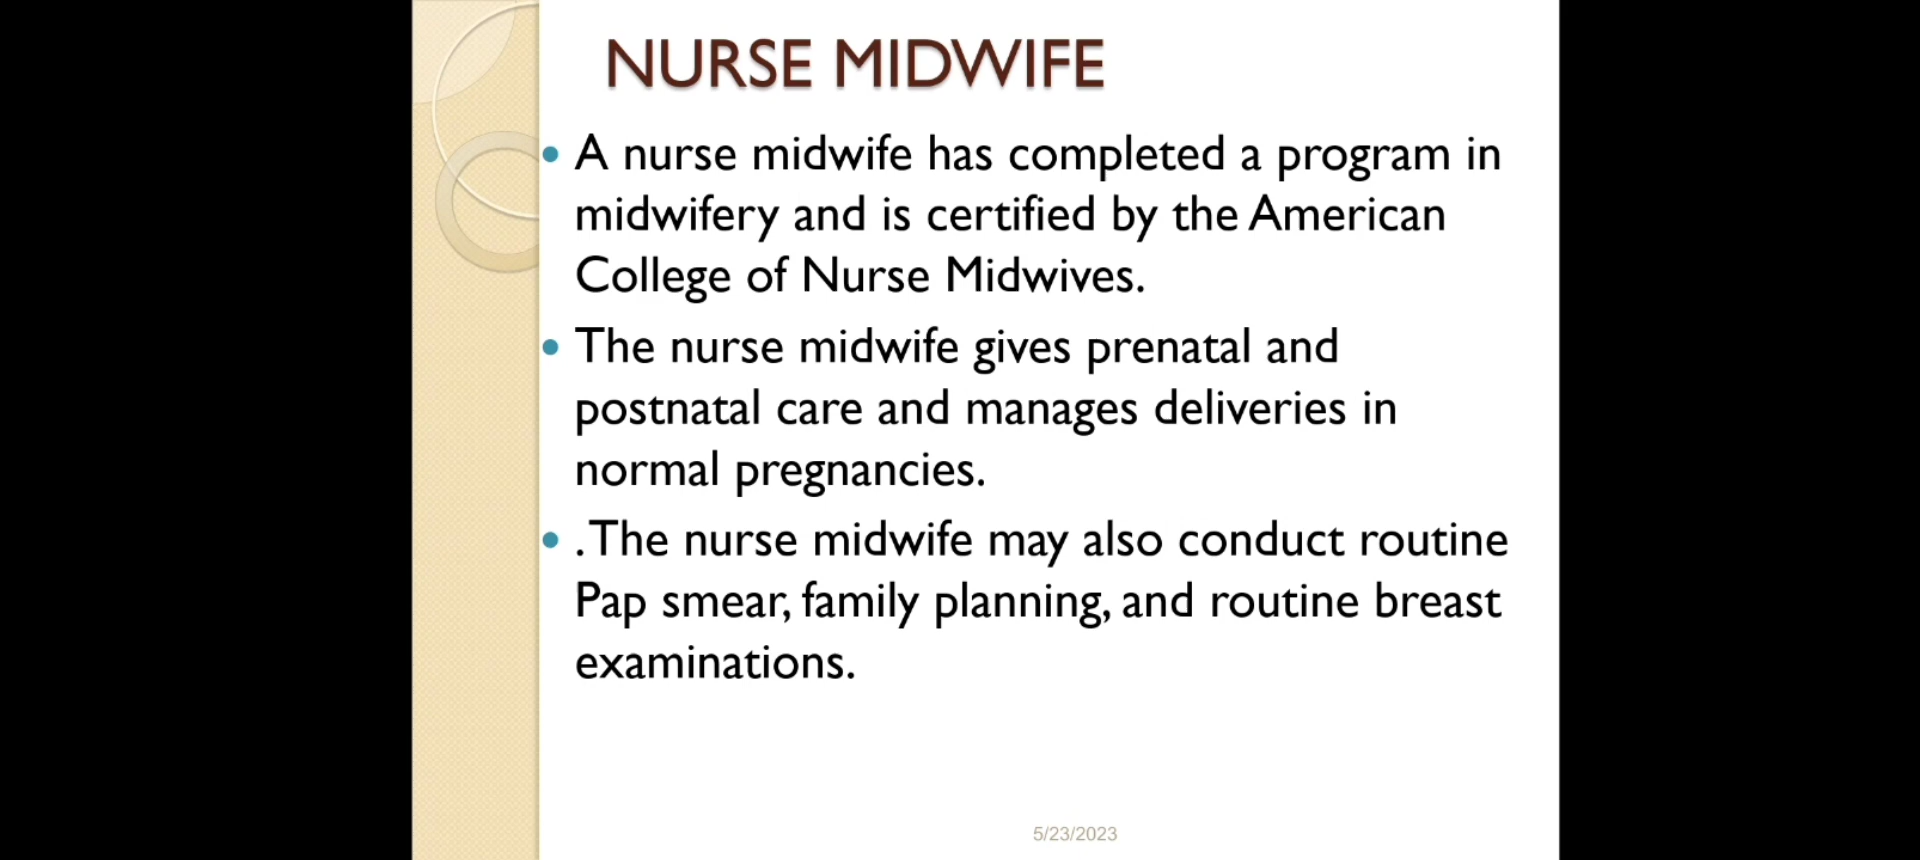 NURSE MIDWIFE
• A nurse midwife has completed a program in
midwifery and is certified by the American
College of Nurse Midwives.
• The nurse midwife gives prenatal and
postnatal care and manages deliveries in
normal pregnancies.
• .The nurse midwife may also conduct routine
Pap smear, family planning, and routine breast
examinations.
5/23/2023